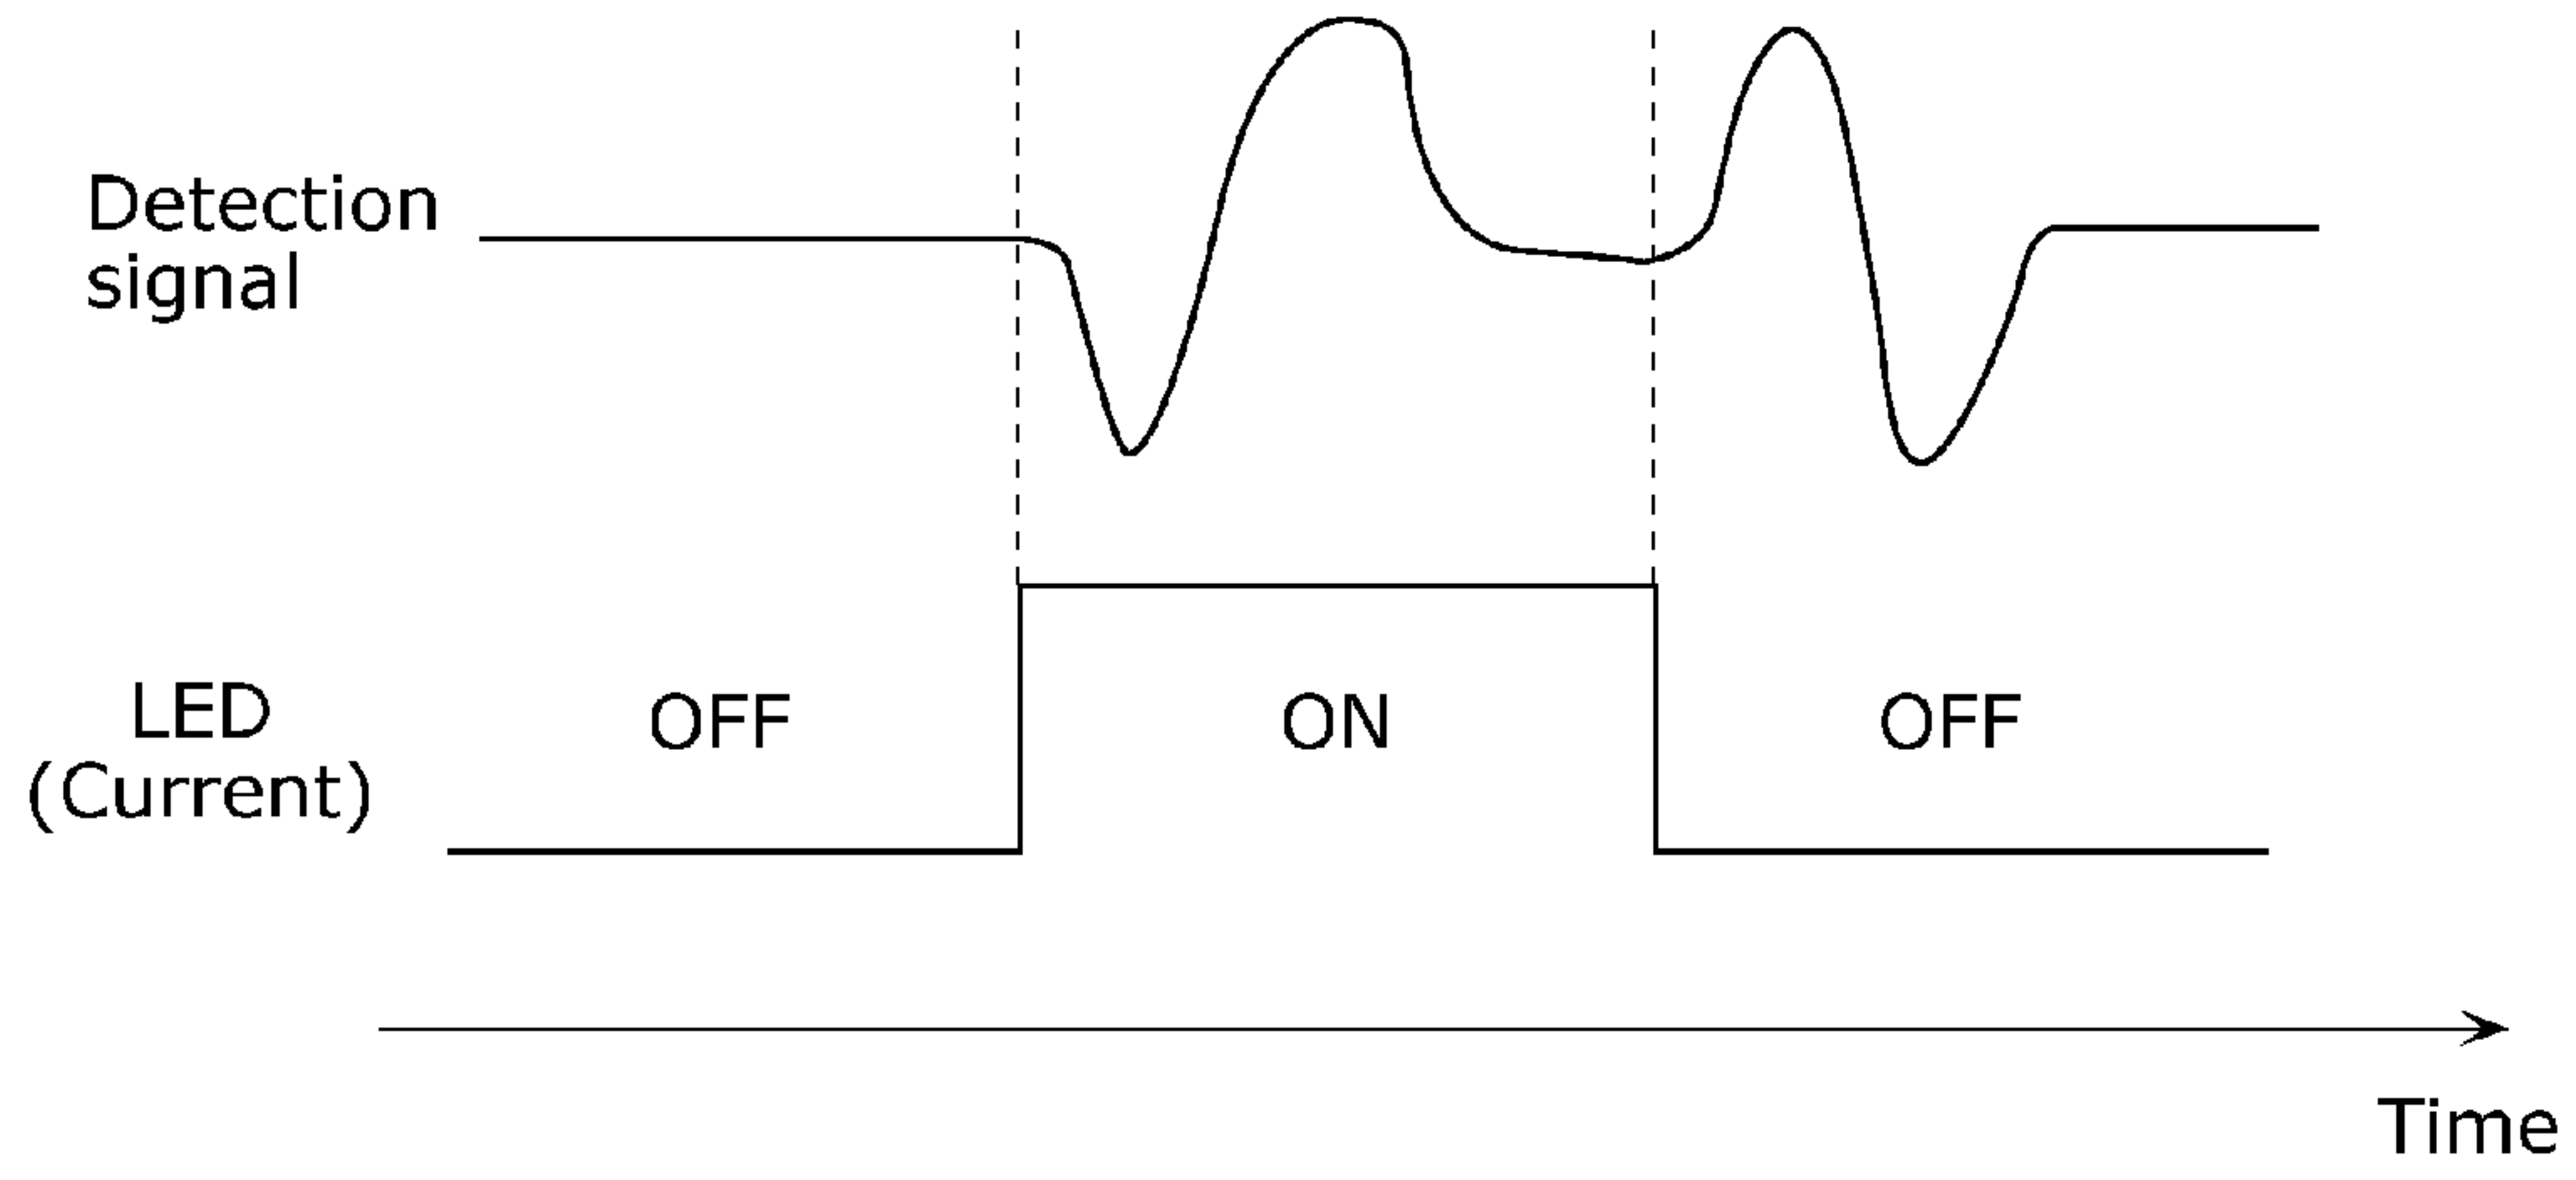 Detection
signal
LED
(Current)
OFF
ON
OFF
Time